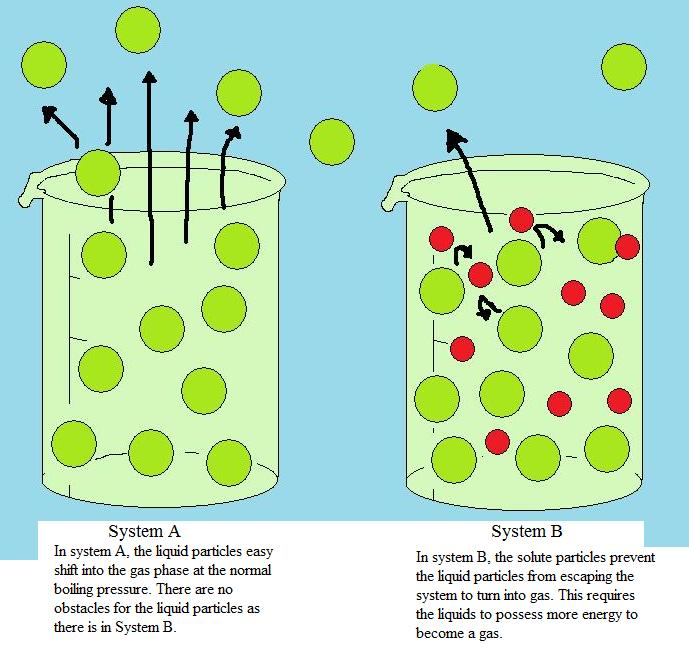 System A
In system A, the liquid particles easy
shift into the gas phase at the normal
boiling pressure. There are no
obstacles for the liquid particles as
there is in System B.
System B
In system B, the solute particles prevent
the liquid particles from escaping the
system to turn into gas. This requires
the liquids to possess more energy to
become a gas.